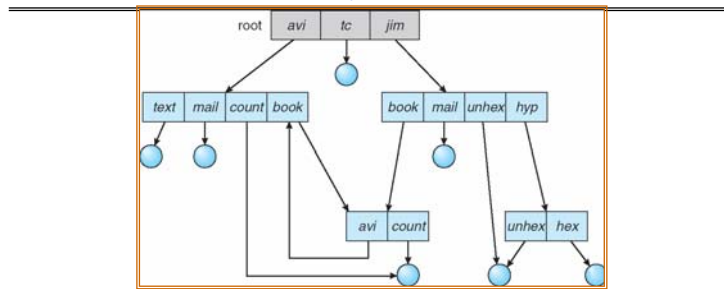 root avi tc jim
text mail count book book mail unhex hyp
avi count unhex hex